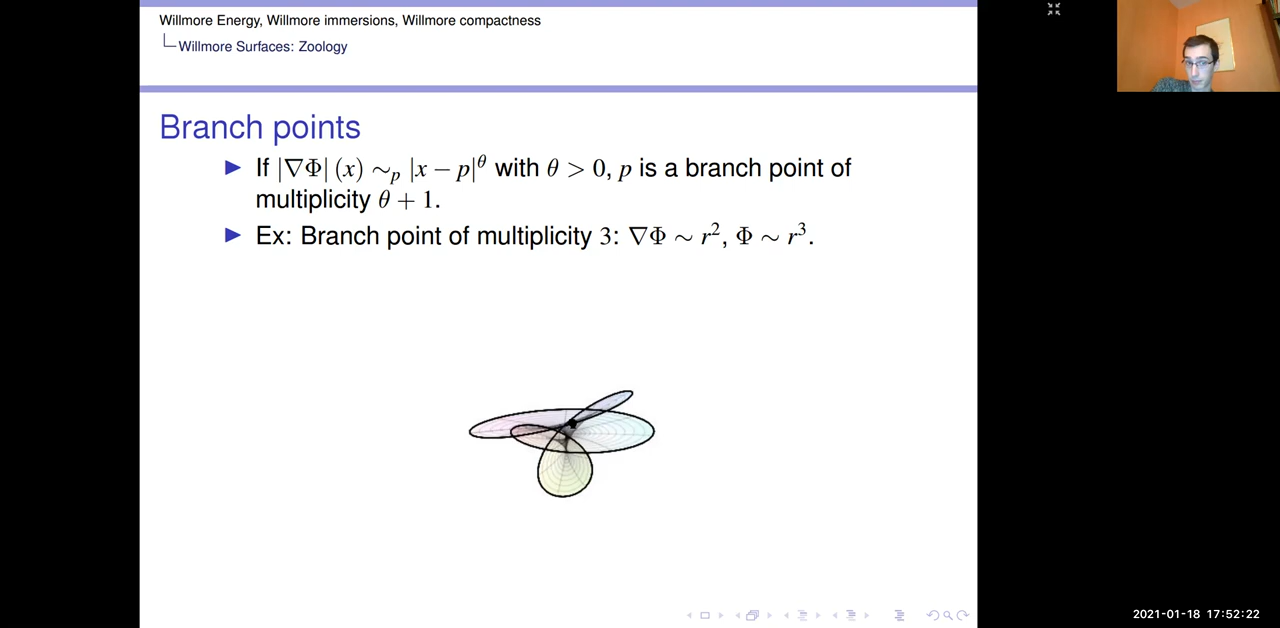 Willmore Energy, Willmore immersions, Willmore compactness
Willmore Surfaces: Zoology
Branch points
If |∇Φ| (x) ∼ₚ |x − p|^θ with θ > 0, p is a branch point of
multiplicity θ + 1.
Ex: Branch point of multiplicity 3: ∇Φ ∼ r², Φ ∼ r³.
2021-01-18 17:52:22